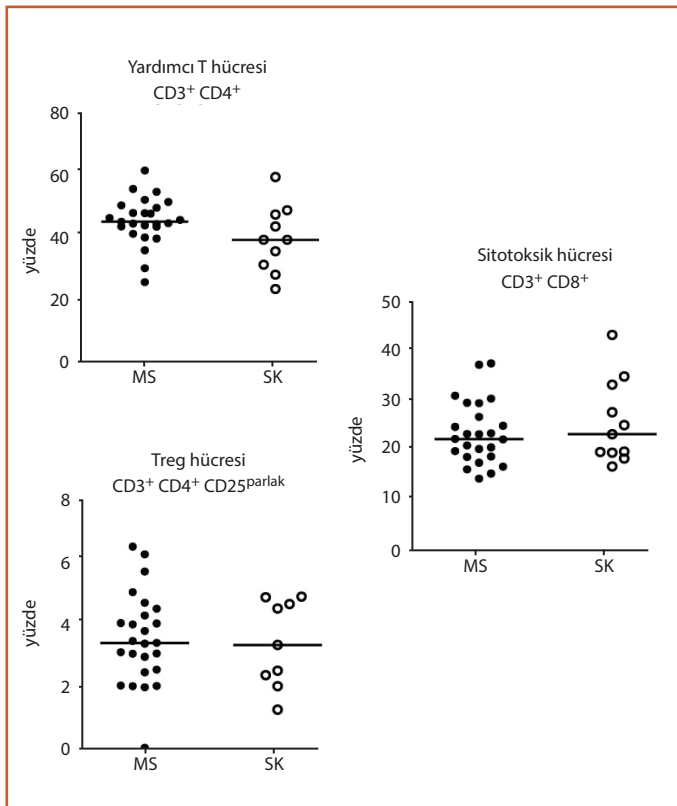 Yardımcı T hücresi
CD3+ CD4+
80
60
40
20
0
yüzde
MS
SK
Sitotoksik hücresi
CD3+ CD8+
50
40
30
20
10
0
yüzde
MS
SK
Treg hücresi
CD3+ CD4+ CD25parlak
8
6
4
2
0
yüzde
MS
SK